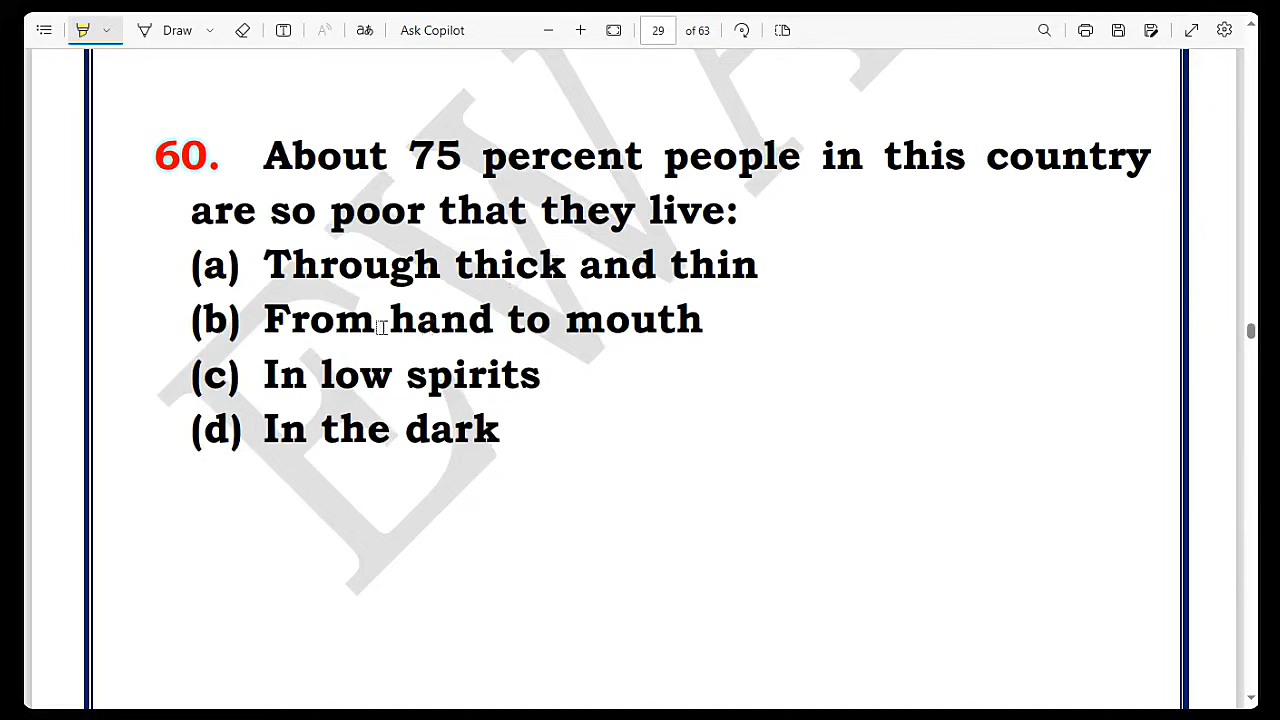 Draw
Ask Copilot
29 of 63
60. About 75 percent people in this country
are so poor that they live:
(a) Through thick and thin
(b) From hand to mouth
(c) In low spirits
(d) In the dark